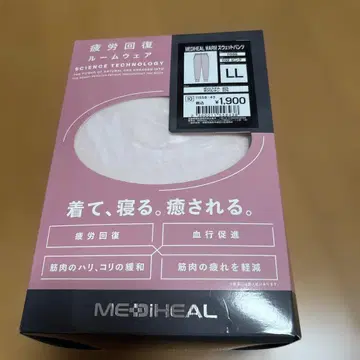 疲労回復
ルームウェア
SCIENCE TECHNOLOGY
MEDIHEAL WARM スウェットパンツ
LL
税込
¥1,900
着て、寝る。癒される。
疲労回復
血行促進
筋肉のハリ、コリの緩和
筋肉の疲れを軽減
MEDiHEAL